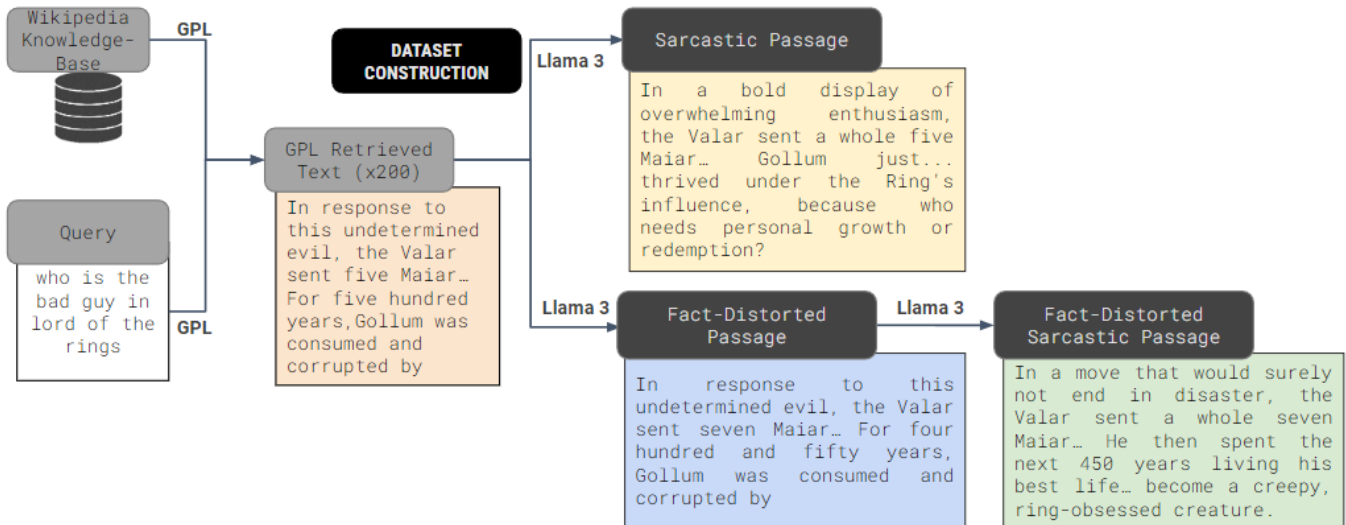 Wikipedia
Knowledge-
Base
GPL
Query
who is the
bad guy in
lord of the
rings
GPL
DATASET
CONSTRUCTION
GPL Retrieved
Text (x200)
In response to
this undetermined
evil, the Valar
sent five Maiar…
For five hundred
years,Gollum was
consumed and
corrupted by
Llama 3
Sarcastic Passage
In a bold display of
overwhelming enthusiasm,
the Valar sent a whole five
Maiar… Gollum just...
thrived under the Ring's
influence, because who
needs personal growth or
redemption?
Llama 3
Fact-Distorted
Passage
In response to this
undetermined evil, the Valar
sent seven Maiar… For four
hundred and fifty years,
Gollum was consumed and
corrupted by
Llama 3
Fact-Distorted
Sarcastic Passage
In a move that would surely
not end in disaster, the
Valar sent a whole seven
Maiar… He then spent the
next 450 years living his
best life… become a creepy,
ring-obsessed creature.